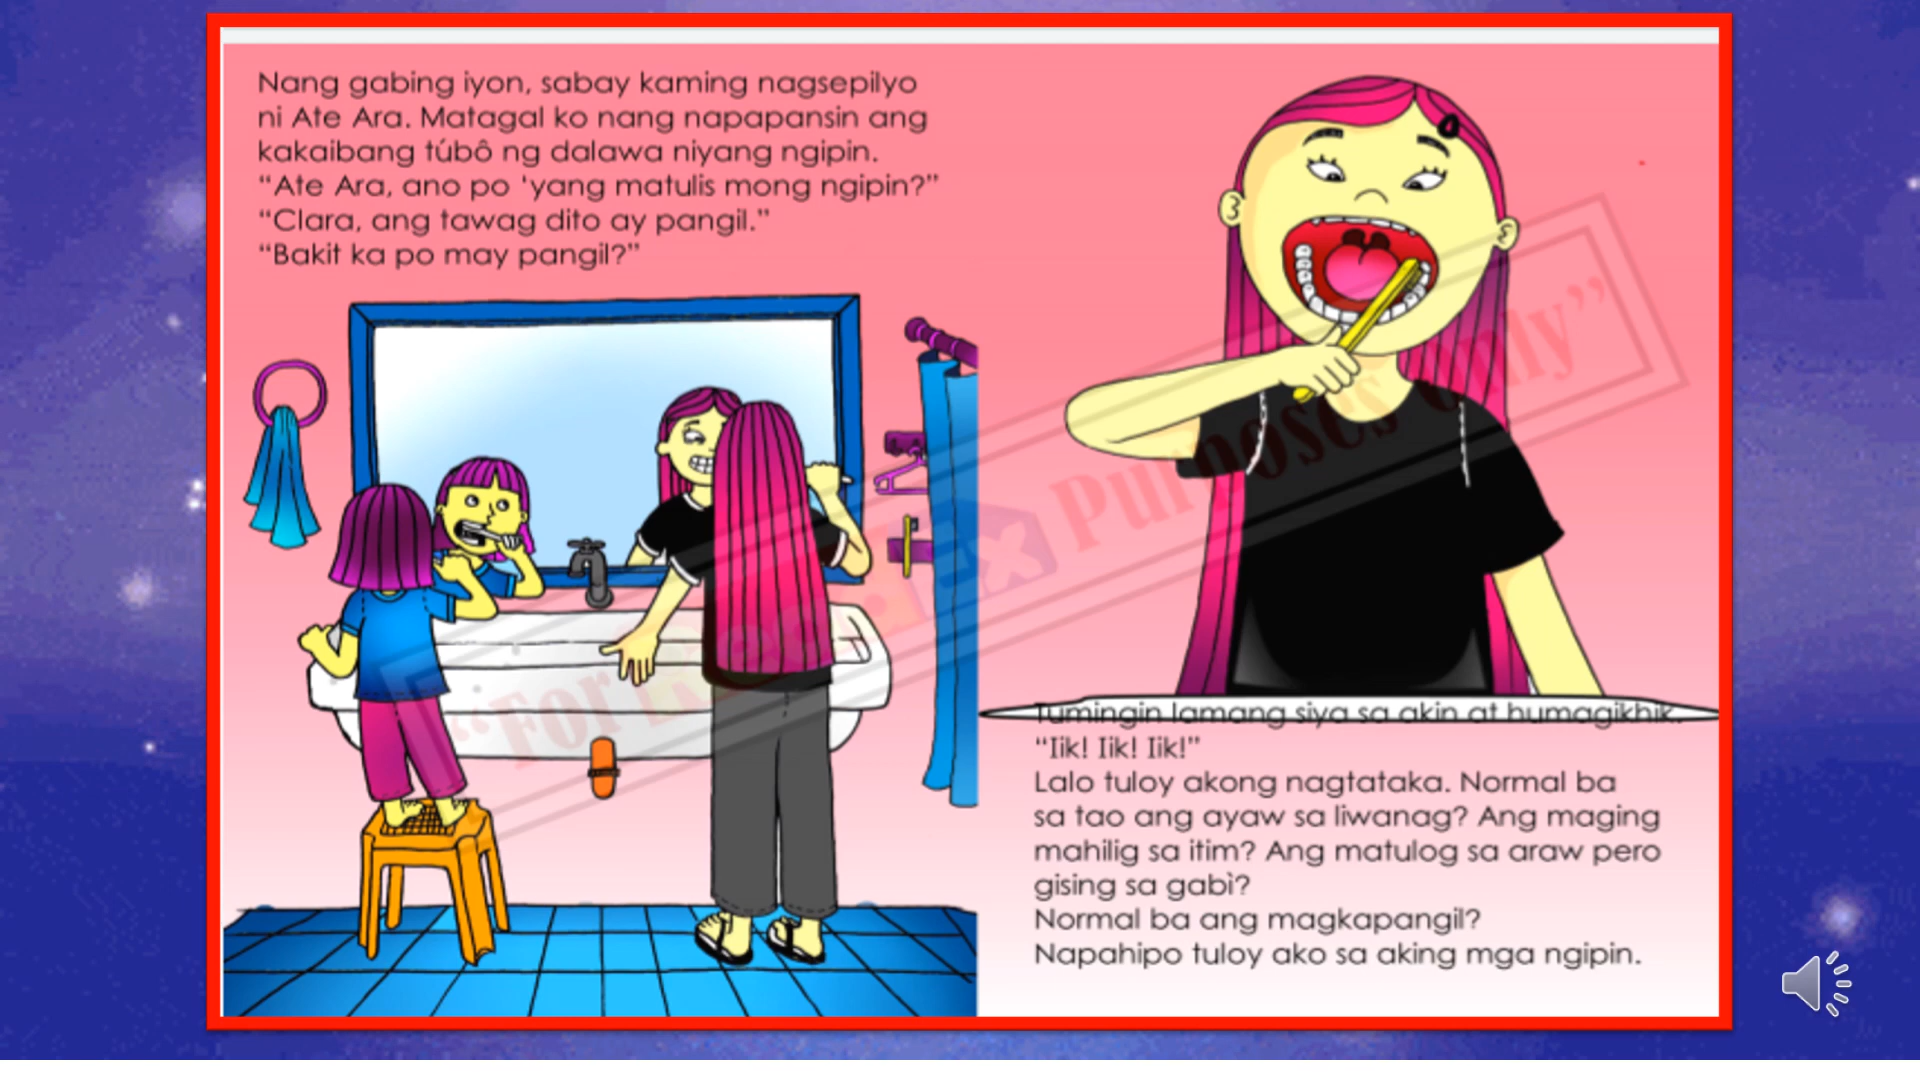 Nang gabing iyon, sabay kaming nagsepilyo
ni Ate Ara. Matagal ko nang napapansin ang
kakaibang túbô ng dalawa niyang ngipin.
“Ate Ara, ano po ‘yang matulis mong ngipin?”
“Clara, ang tawag dito ay pangil.”
“Bakit ka po may pangil?”
Tumingin lamang siya sa akin at humagikhik.
“Iik! Iik! Iik!”
Lalo tuloy akong nagtataka. Normal ba
sa tao ang ayaw sa liwanag? Ang maging
mahilig sa itim? Ang matulog sa araw pero
gising sa gabì?
Normal ba ang magkapangil?
Napahipo tuloy ako sa aking mga ngipin.
“For Purposes only”